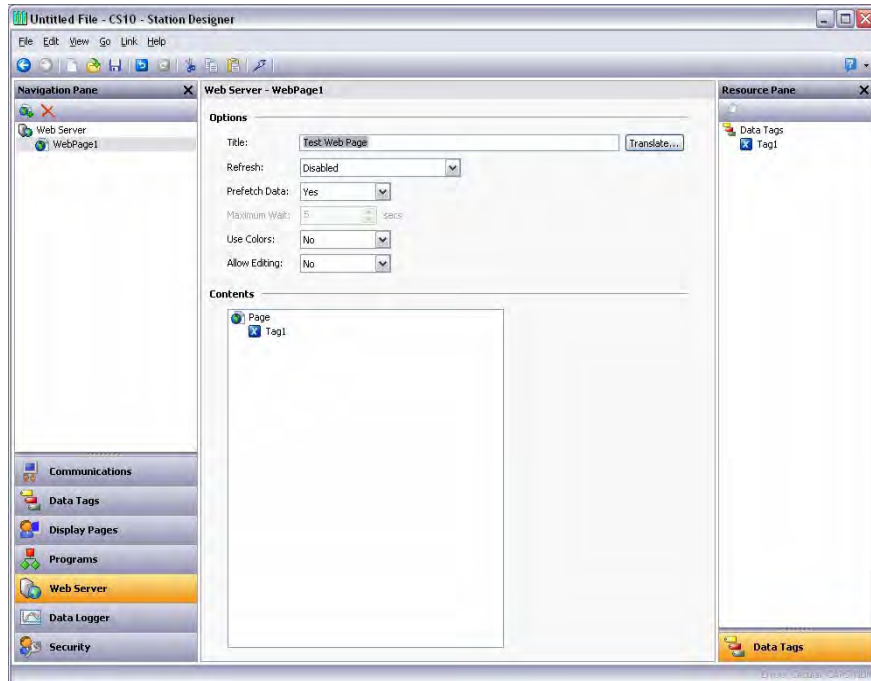 Untitled File - CS10 - Station Designer
File Edit View Go Link Help
Navigation Pane
Web Server
WebPage1
Communications
Data Tags
Display Pages
Programs
Web Server
Data Logger
Security
Web Server - WebPage1
Options
Title: Test Web Page Translate...
Refresh: Disabled
Prefetch Data: Yes
Maximum Wait: 5 secs
Use Colors: No
Allow Editing: No
Contents
Page
Tag1
Resource Pane
Data Tags
Tag1
Data Tags